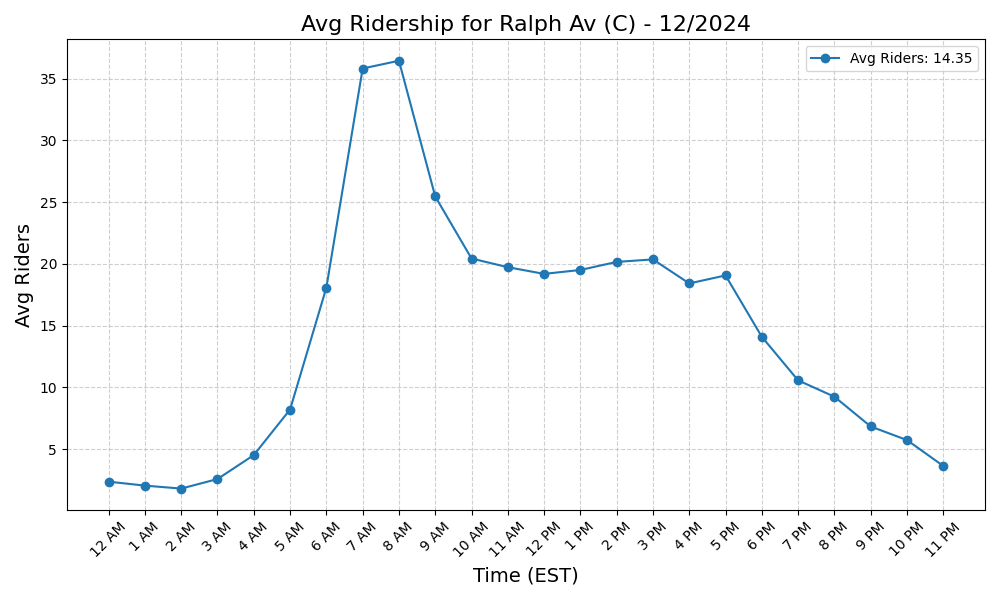 Avg Ridership for Ralph Av (C) - 12/2024
Avg Riders: 14.35
Avg Riders
35
30
25
20
15
10
5
12 AM
1 AM
2 AM
3 AM
4 AM
5 AM
6 AM
7 AM
8 AM
9 AM
10 AM
11 AM
12 PM
1 PM
2 PM
3 PM
4 PM
5 PM
6 PM
7 PM
8 PM
9 PM
10 PM
11 PM
Time (EST)